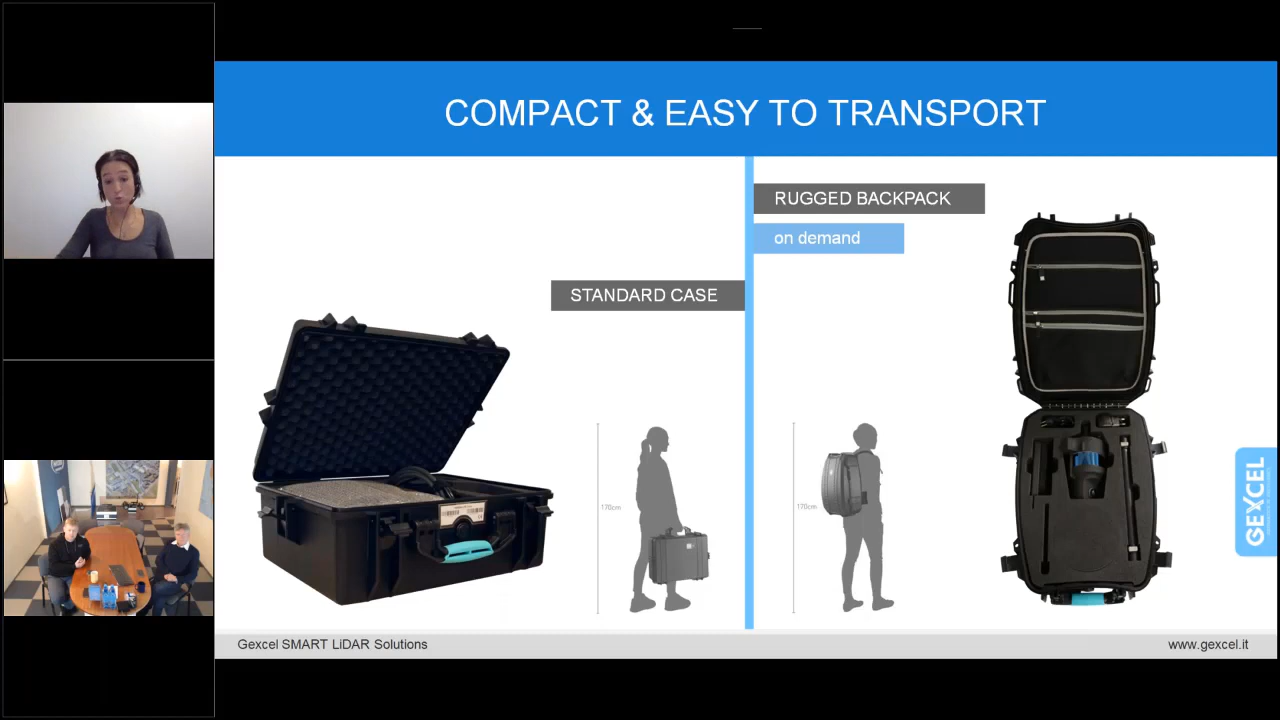 COMPACT & EASY TO TRANSPORT
STANDARD CASE
170cm
RUGGED BACKPACK
on demand
170cm
GEXCEL
Gexcel SMART LiDAR Solutions
www.gexcel.it